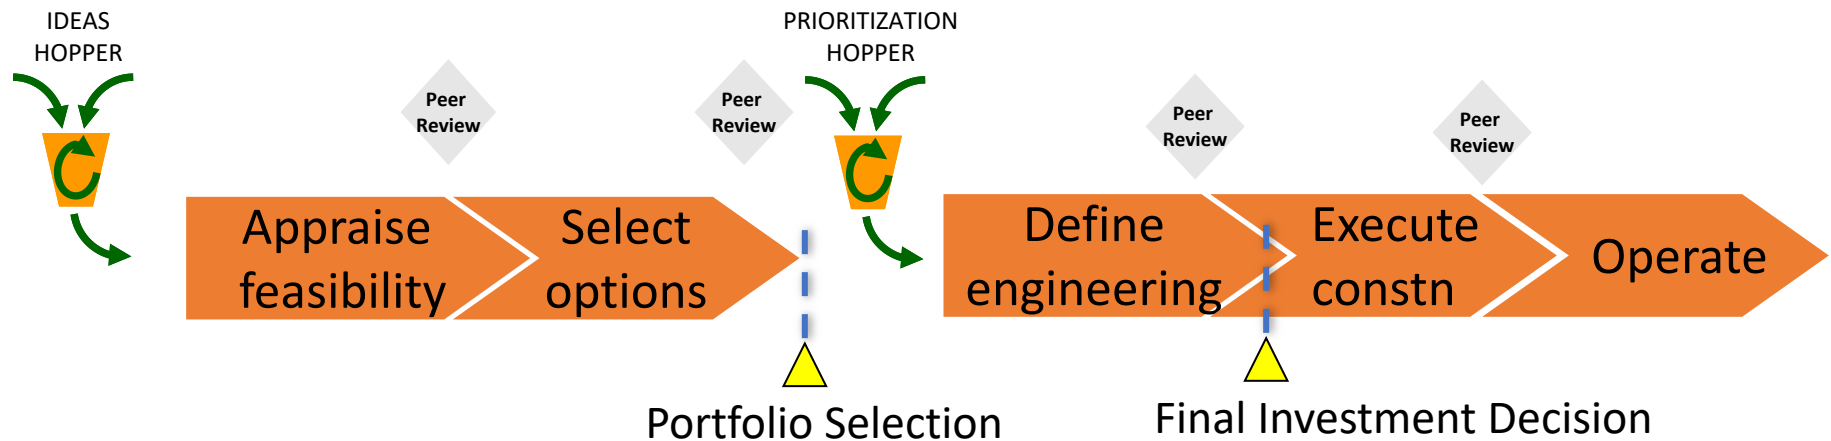 IDEAS
HOPPER
PRIORITIZATION
HOPPER
Peer
Review
Peer
Review
Peer
Review
Peer
Review
Appraise
feasibility
Select
options
Define
engineering
Execute
constn
Operate
Portfolio Selection
Final Investment Decision